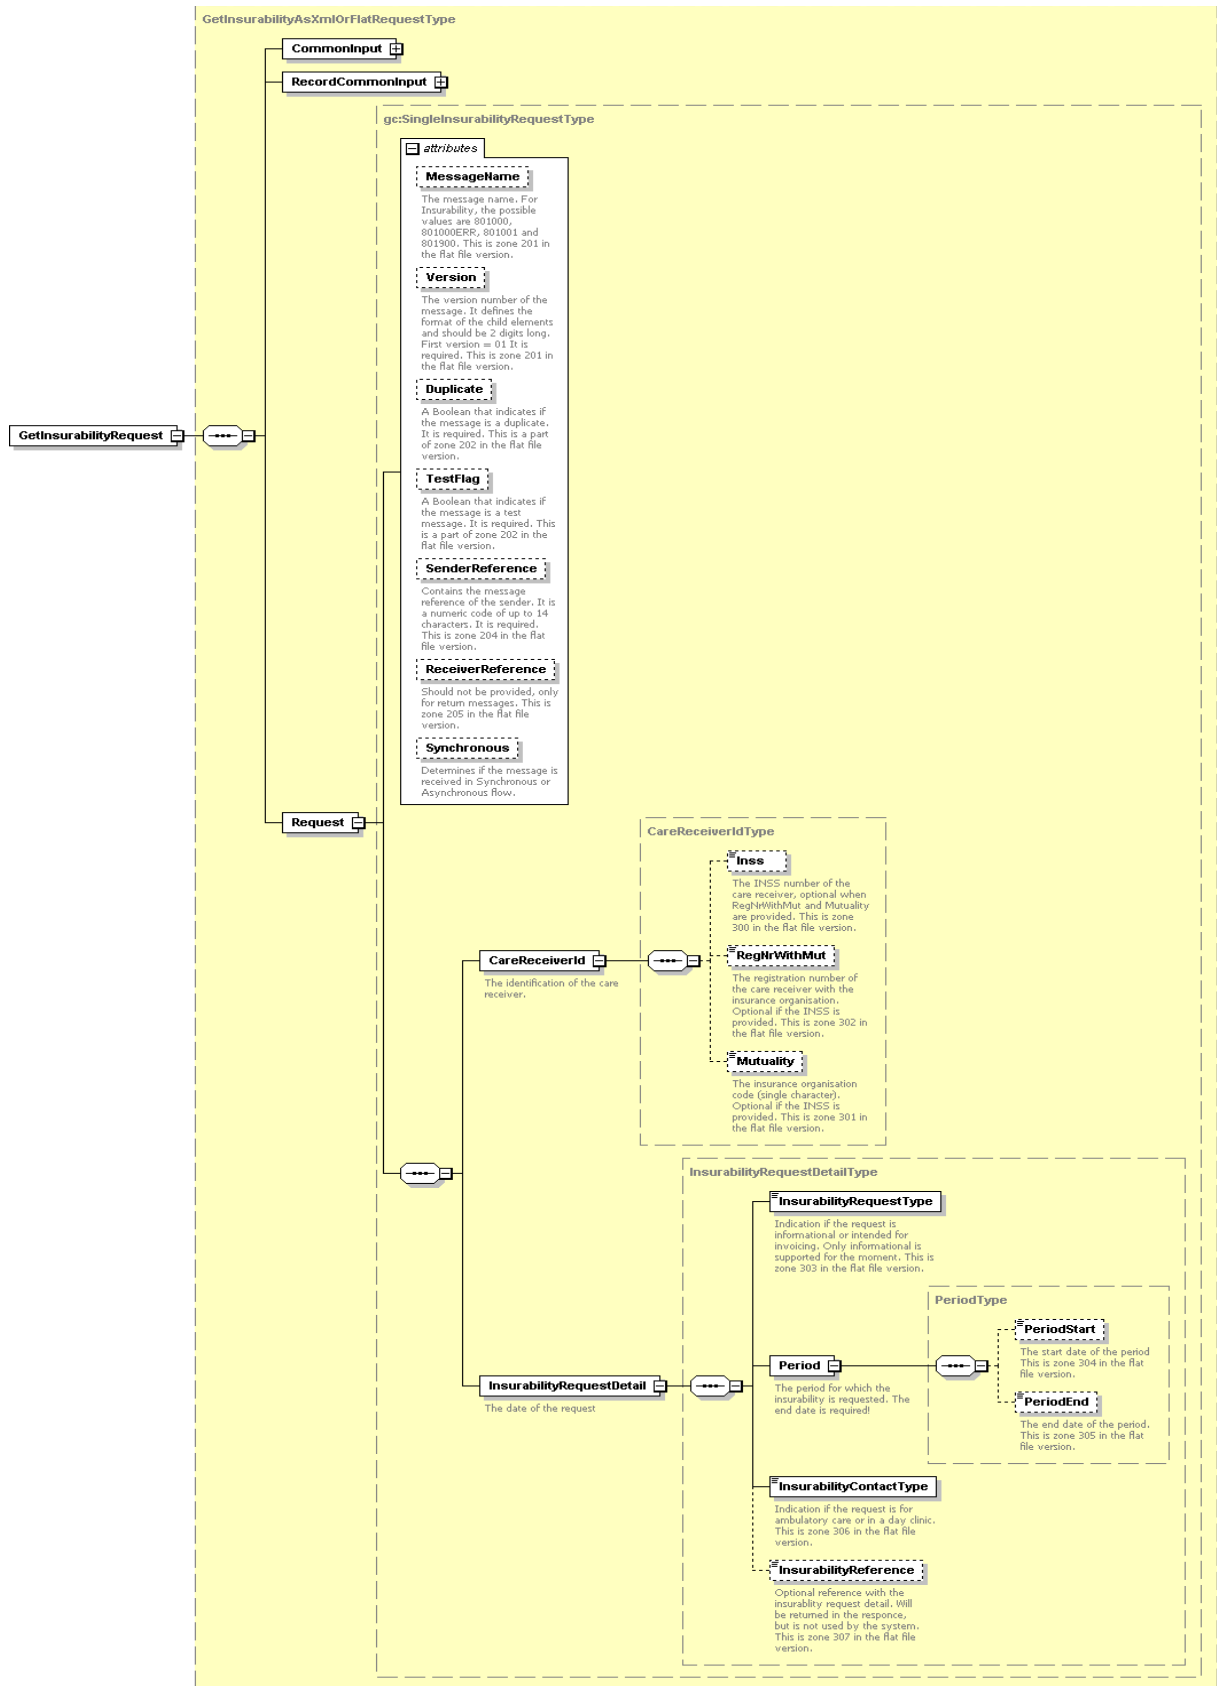 GetInsurabilityAsXmlOrFlatRequestType
CommonInput
RecordCommonInput
gc:SingleInsurabilityRequestType
attributes
MessageName
The message name. For
Insurability, the possible
values are 801000,
801000ERR, 801001 and
801900. This is zone 201 in
the flat file version.
Version
The version number of the
message. It defines the
format of the child elements
and should be 2 digits long.
First version = 01 It is
required. This is zone 201 in
the flat file version.
Duplicate
A Boolean that indicates if
the message is a duplicate.
It is required. This is a part
of zone 202 in the flat file
version.
GetInsurabilityRequest
TestFlag
A Boolean that indicates if
the message is a test
message. It is required. This
is a part of zone 202 in the
flat file version.
SenderReference
Contains the message
reference of the sender. It is
a numeric code of up to 14
characters. It is required.
This is zone 204 in the flat
file version.
ReceiverReference
Should not be provided, only
for return messages. This is
zone 205 in the flat file
version.
Synchronous
Determines if the message is
received in Synchronous or
Asynchronous flow.
Request
CareReceiverIdType
Inss
The INSS number of the
care receiver, optional when
RegNrWithMut and Mutuality
are provided. This is zone
300 in the flat file version.
CareReceiverId
The identification of the care
receiver.
RegNrWithMut
The registration number of
the care receiver with the
insurance organisation.
Optional if the INSS is
provided. This is zone 302 in
the flat file version.
Mutuality
The insurance organisation
code (single character).
Optional if the INSS is
provided. This is zone 301 in
the flat file version.
InsurabilityRequestDetailType
InsurabilityRequestType
Indication if the request is
informational or intended for
invoicing. Only informational is
supported for the moment. This is
zone 303 in the flat file version.
PeriodType
PeriodStart
The start date of the period
This is zone 304 in the flat
file version.
Period
The period for which the
insurability is requested. The
end date is required!
PeriodEnd
The end date of the period.
This is zone 305 in the flat
file version.
InsurabilityRequestDetail
The date of the request
InsurabilityContactType
Indication if the request is for
ambulatory care or in a day clinic.
This is zone 306 in the flat file
version.
InsurabilityReference
Optional reference with the
insurablity request detail. Will
be returned in the responce,
but is not used by the system.
This is zone 307 in the flat file
version.